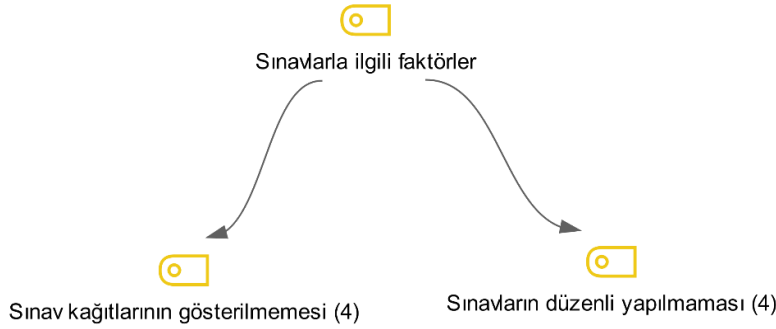 Sınavlarla ilgili faktörler
Sınav kağıtlarının gösterilmemesi (4)
Sınavların düzenli yapılmaması (4)